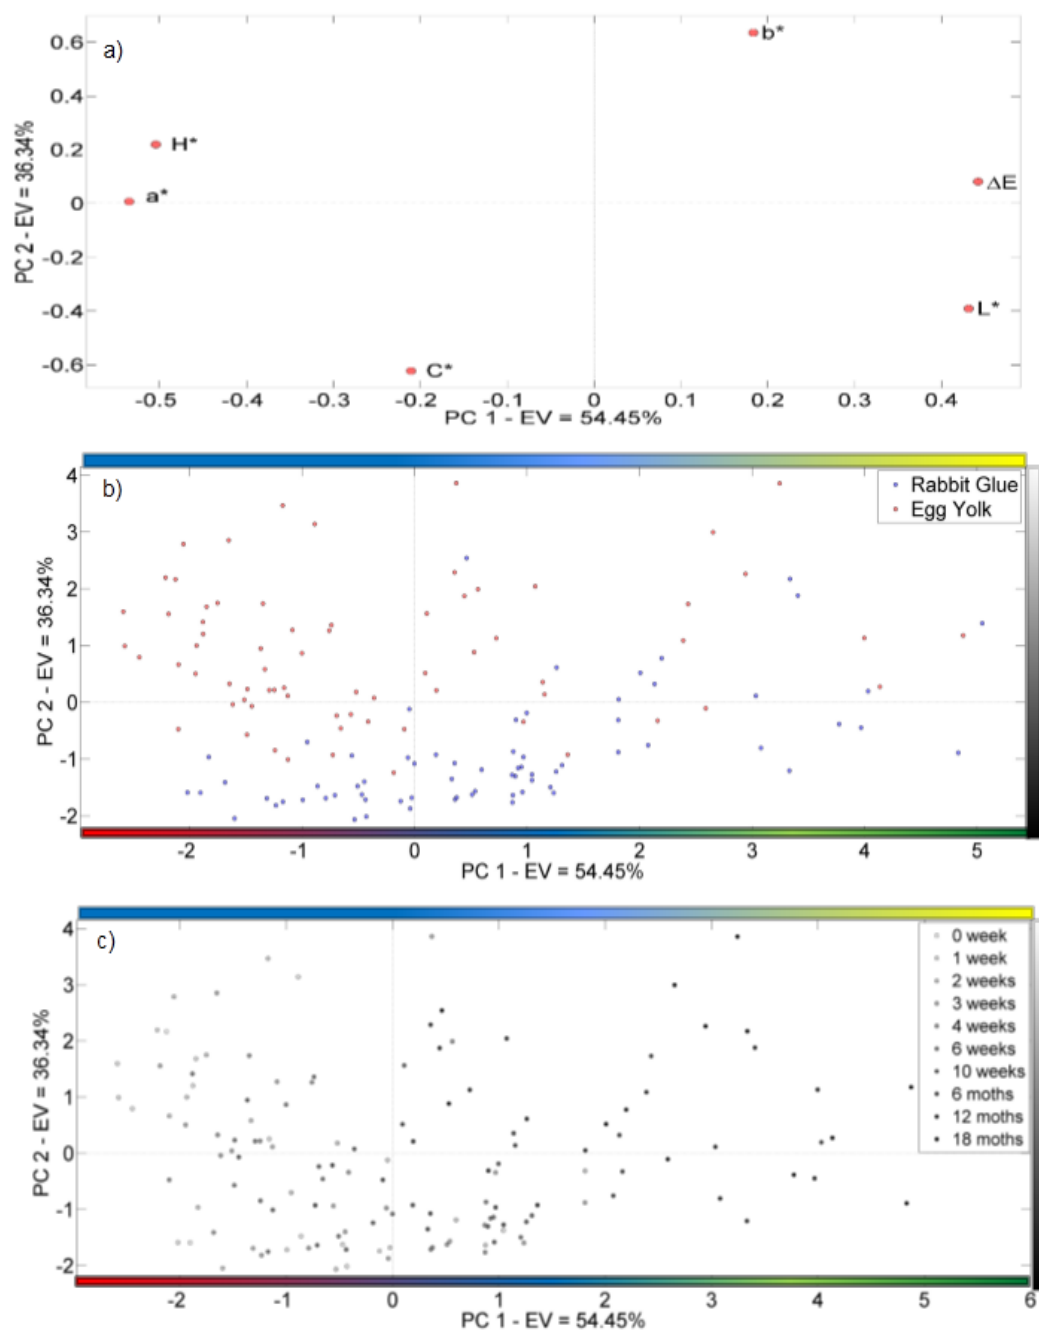 a)
0.6
0.4
0.2
0
-0.2
-0.4
-0.6
PC 2 - EV = 36.34%
b*
H*
a*
ΔE
L*
C*
-0.5 -0.4 -0.3 -0.2 -0.1 0 0.1 0.2 0.3 0.4
PC 1 - EV = 54.45%
b)
4
3
2
1
0
-1
-2
PC 2 - EV = 36.34%
Rabbit Glue
Egg Yolk
-2 -1 0 1 2 3 4 5
PC 1 - EV = 54.45%
c)
4
3
2
1
0
-1
-2
PC 2 - EV = 36.34%
0 week
1 week
2 weeks
3 weeks
4 weeks
6 weeks
10 weeks
6 moths
12 moths
18 moths
-2 -1 0 1 2 3 4 5 6
PC 1 - EV = 54.45%